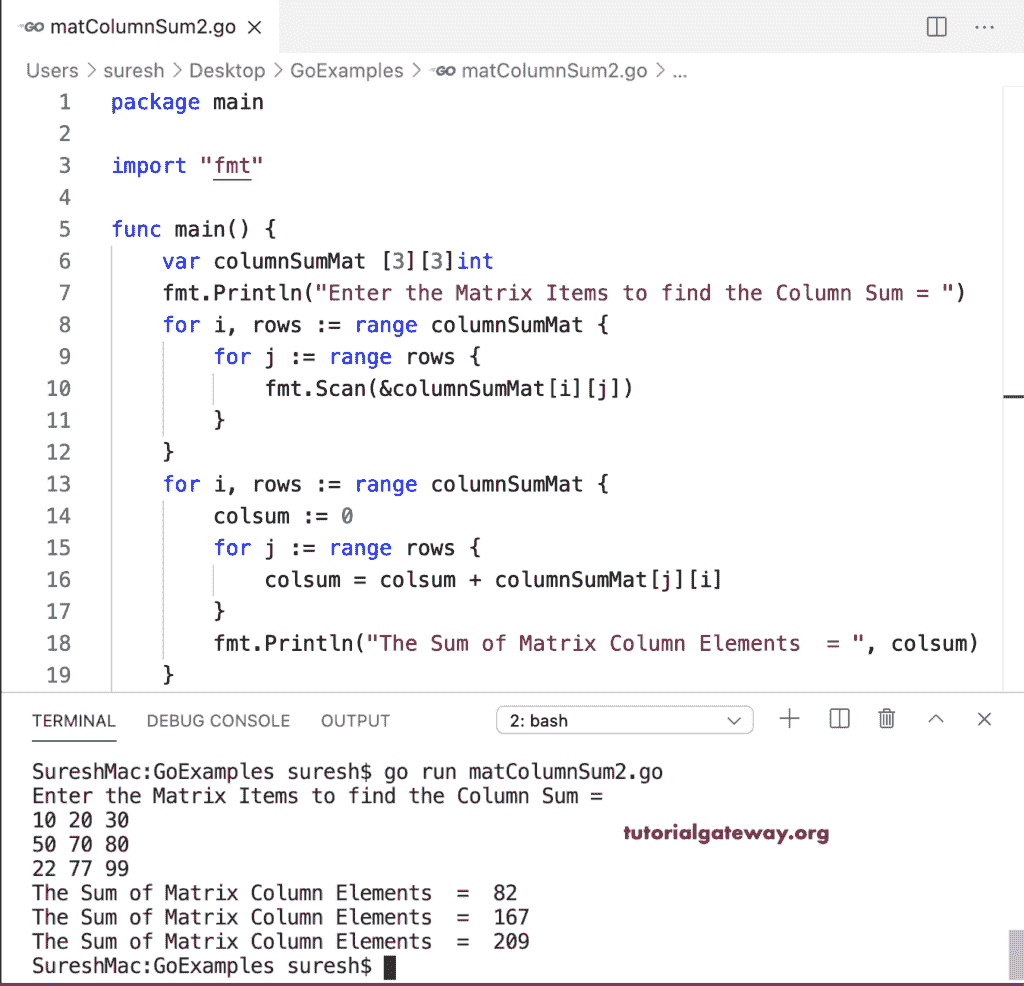 GO matColumnSum2.go
Users > suresh > Desktop > GoExamples > GO matColumnSum2.go > ...
1 package main
2
3 import "fmt"
4
5 func main() {
6 var columnSumMat [3][3]int
7 fmt.Println("Enter the Matrix Items to find the Column Sum = ")
8 for i, rows := range columnSumMat {
9 for j := range rows {
10 fmt.Scan(&columnSumMat[i][j])
11 }
12 }
13 for i, rows := range columnSumMat {
14 colsum := 0
15 for j := range rows {
16 colsum = colsum + columnSumMat[j][i]
17 }
18 fmt.Println("The Sum of Matrix Column Elements  = ", colsum)
19 }
TERMINAL DEBUG CONSOLE OUTPUT 2: bash
SureshMac:GoExamples suresh$ go run matColumnSum2.go
Enter the Matrix Items to find the Column Sum =
10 20 30
50 70 80
22 77 99
The Sum of Matrix Column Elements  =  82
The Sum of Matrix Column Elements  =  167
The Sum of Matrix Column Elements  =  209
SureshMac:GoExamples suresh$
tutorialgateway.org